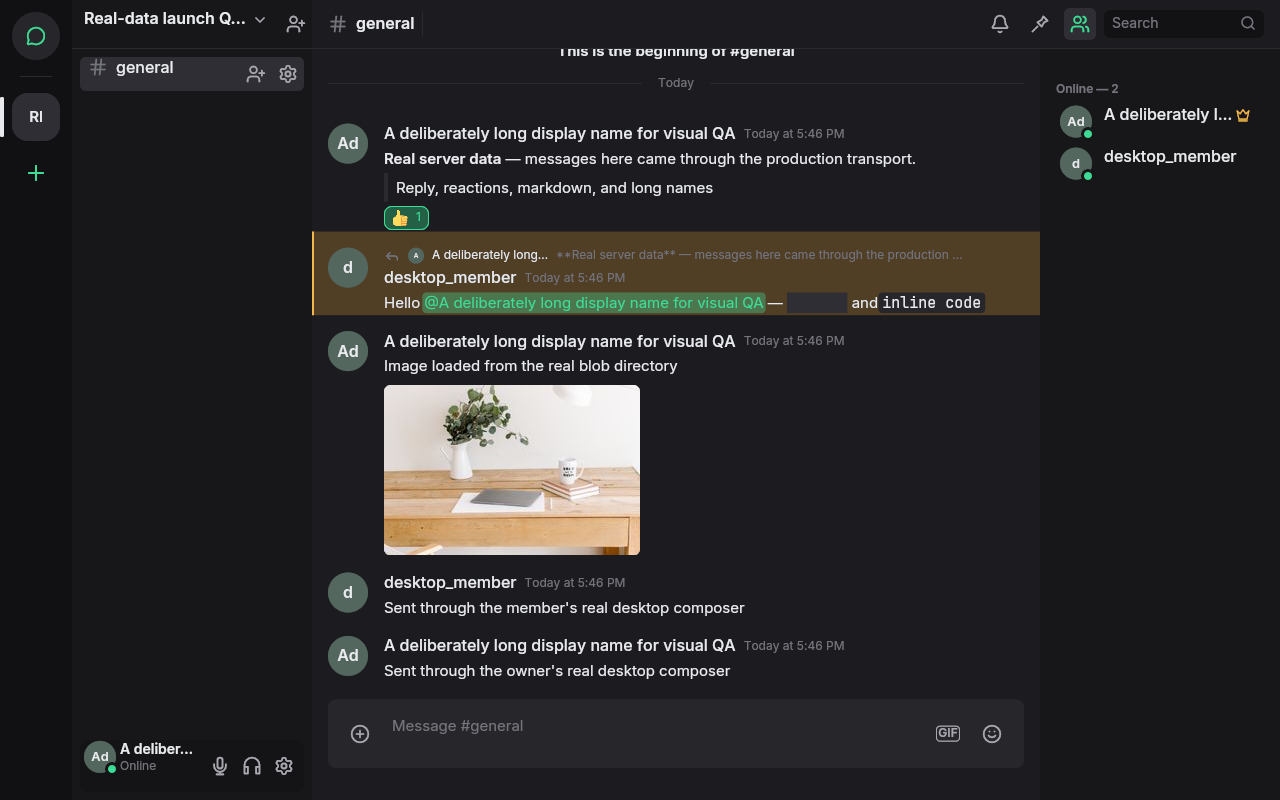 Real-data launch Q...
# general
Search
RI
# general
This is the beginning of #general
Today
Online — 2
Ad
A deliberately l...
d
desktop_member
Ad
A deliberately long display name for visual QA Today at 5:46 PM
Real server data — messages here came through the production transport.
Reply, reactions, markdown, and long names
👍 1
A A deliberately long... **Real server data** — messages here came through the production ...
d
desktop_member Today at 5:46 PM
Hello @A deliberately long display name for visual QA — and inline code
Ad
A deliberately long display name for visual QA Today at 5:46 PM
Image loaded from the real blob directory
d
desktop_member Today at 5:46 PM
Sent through the member's real desktop composer
Ad
A deliberately long display name for visual QA Today at 5:46 PM
Sent through the owner's real desktop composer
Message #general
GIF
Ad
A deliber...
Online